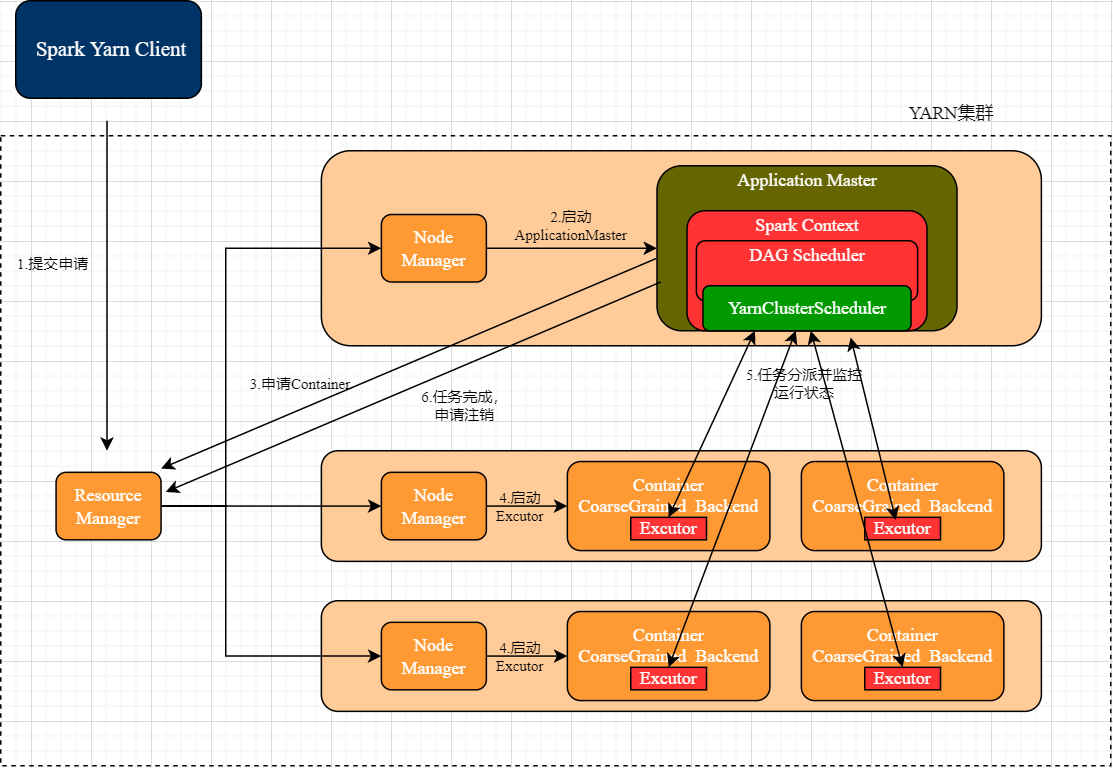 Spark Yarn Client
YARN集群
1.提交申请
Node
Manager
2.启动
ApplicationMaster
Application Master
Spark Context
DAG Scheduler
YarnClusterScheduler
3.申请Container
6.任务完成,
申请注销
5.任务分派并监控
运行状态
Resource
Manager
Node
Manager
4.启动
Excutor
Container
CoarseGrained Backend
Excutor
Container
CoarseGrained Backend
Excutor
Node
Manager
4.启动
Excutor
Container
CoarseGrained Backend
Excutor
Container
CoarseGrained Backend
Excutor